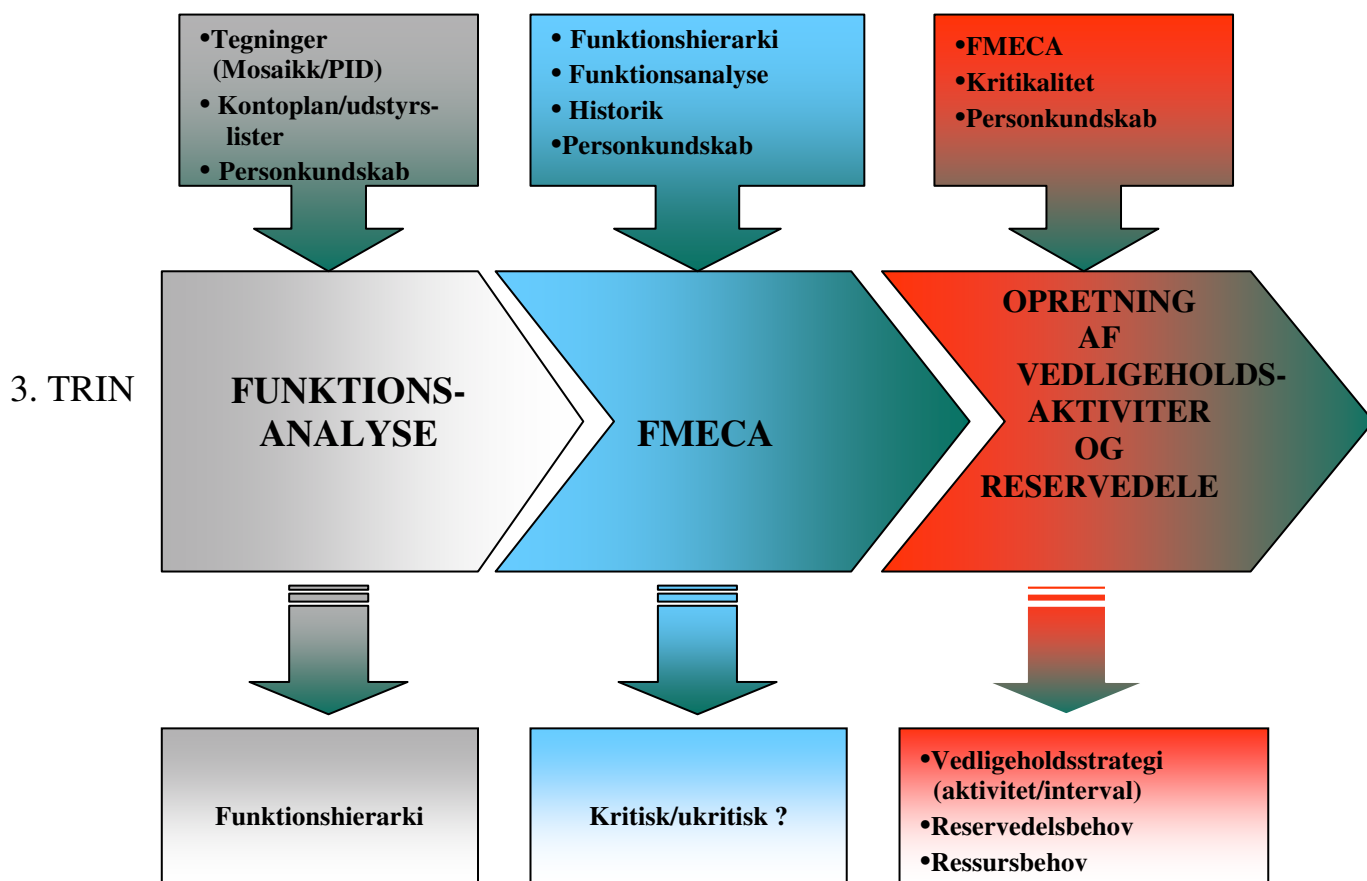 •Tegninger
(Mosaikk/PID)
• Kontoplan/udstyrs-
lister
• Personkundskab
• Funktionshierarki
• Funktionsanalyse
• Historik
•Personkundskab
•FMECA
•Kritikalitet
•Personkundskab
3. TRIN
FUNKTIONS-
ANALYSE
FMECA
OPRETNING
AF
VEDLIGEHOLDS-
AKTIVITER
OG
RESERVEDELE
Funktionshierarki
Kritisk/ukritisk ?
•Vedligeholdsstrategi
(aktivitet/interval)
•Reservedelsbehov
•Ressursbehov